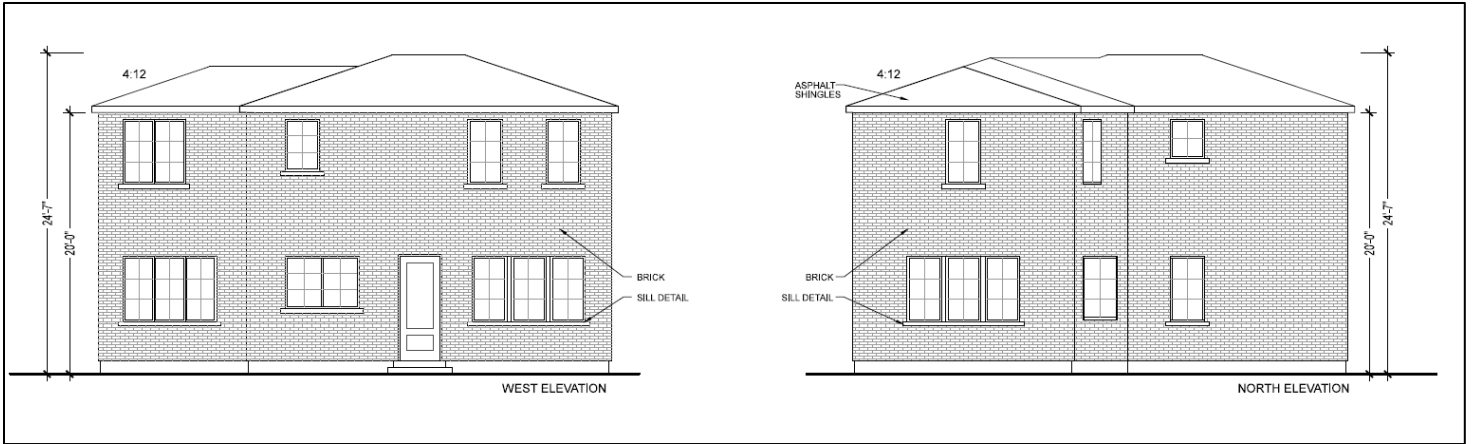 4:12
24'-7"
20'-0"
BRICK
SILL DETAIL
WEST ELEVATION
4:12
ASPHALT
SHINGLES
BRICK
SILL DETAIL
20'-0"
24'-7"
NORTH ELEVATION